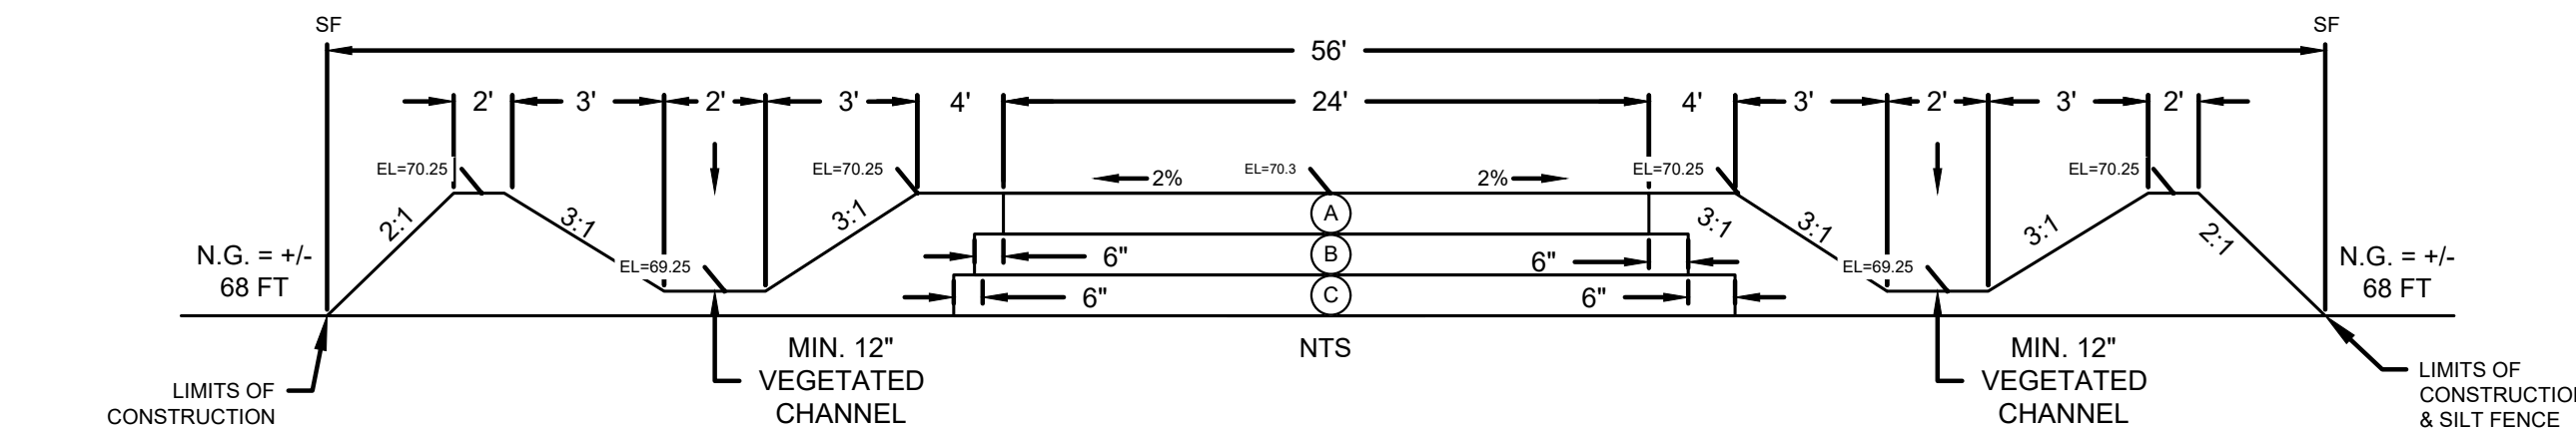 SF
SF
56'
2'
3'
2'
3'
4'
24'
4'
3'
2'
3'
2'
EL=70.25
EL=70.25
EL=70.3
EL=70.25
EL=70.25
2%
2%
2:1
3:1
3:1
A
3:1
3:1
3:1
2:1
N.G. = +/-
68 FT
EL=69.25
6"
B
6"
EL=69.25
N.G. = +/-
68 FT
6"
C
6"
MIN. 12"
VEGETATED
CHANNEL
NTS
MIN. 12"
VEGETATED
CHANNEL
LIMITS OF
CONSTRUCTION
LIMITS OF
CONSTRUCTION
& SILT FENCE